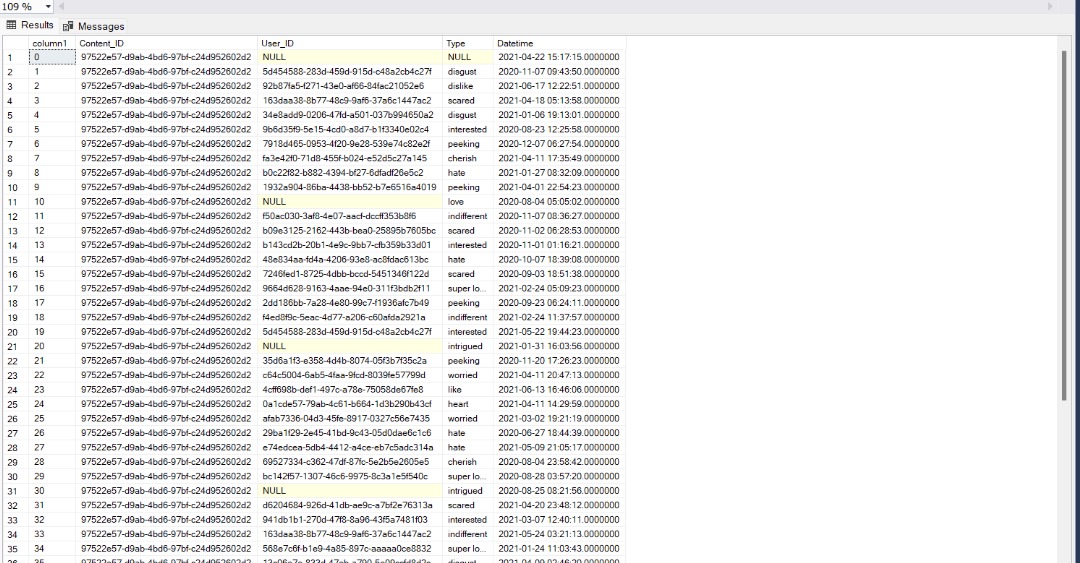 109 %
Results Messages
column1 Content_ID User_ID Type Datetime
1 0 97522e57-d9ab-4bd6-97bf-c24d952602d2 NULL NULL 2021-04-22 15:17:15.0000000
2 1 97522e57-d9ab-4bd6-97bf-c24d952602d2 5d454588-283d-459d-915d-c48a2cb4c27f disgust 2020-11-07 09:43:50.0000000
3 2 97522e57-d9ab-4bd6-97bf-c24d952602d2 92b87fa5-f271-43e0-af66-84fac21052e6 dislike 2021-06-17 12:22:51.0000000
4 3 97522e57-d9ab-4bd6-97bf-c24d952602d2 163daa38-8b77-48c9-9af6-37a6c1447ac2 scared 2021-04-18 05:13:58.0000000
5 4 97522e57-d9ab-4bd6-97bf-c24d952602d2 34e8add9-0206-47fd-a501-037b994650a2 disgust 2021-01-06 19:13:01.0000000
6 5 97522e57-d9ab-4bd6-97bf-c24d952602d2 9b6d35f9-5e15-4cd0-a8d7-b1f3340e02c4 interested 2020-08-23 12:25:58.0000000
7 6 97522e57-d9ab-4bd6-97bf-c24d952602d2 7918d465-0953-4f20-9e28-539e74c82e2f peeking 2020-12-07 06:27:54.0000000
8 7 97522e57-d9ab-4bd6-97bf-c24d952602d2 fa3e42f0-71d8-455f-b024-e52d5c27a145 cherish 2021-04-11 17:35:49.0000000
9 8 97522e57-d9ab-4bd6-97bf-c24d952602d2 b0c22f82-b882-4394-bf27-6dfadf26e5c2 hate 2021-01-27 08:32:09.0000000
10 9 97522e57-d9ab-4bd6-97bf-c24d952602d2 1932a904-86ba-4438-bb52-b7e6516a4019 peeking 2021-04-01 22:54:23.0000000
11 10 97522e57-d9ab-4bd6-97bf-c24d952602d2 NULL love 2020-08-04 05:05:02.0000000
12 11 97522e57-d9ab-4bd6-97bf-c24d952602d2 f50ac030-3af8-4e07-aacf-dccff353b8f6 indifferent 2020-11-07 08:36:27.0000000
13 12 97522e57-d9ab-4bd6-97bf-c24d952602d2 b09e3125-2162-443b-bea0-25895b7605bc scared 2020-11-02 06:28:53.0000000
14 13 97522e57-d9ab-4bd6-97bf-c24d952602d2 b143cd2b-20b1-4e9c-9bb7-cfb359b33d01 interested 2020-11-01 01:16:21.0000000
15 14 97522e57-d9ab-4bd6-97bf-c24d952602d2 48e834aa-fd4a-4206-93e8-ac8fdac613bc hate 2020-10-07 18:39:08.0000000
16 15 97522e57-d9ab-4bd6-97bf-c24d952602d2 7246fed1-8725-4dbb-bccd-5451346f122d scared 2020-09-03 18:51:38.0000000
17 16 97522e57-d9ab-4bd6-97bf-c24d952602d2 9664d628-9163-4aae-94e0-311f3bdb2f11 super lo... 2021-02-24 05:09:23.0000000
18 17 97522e57-d9ab-4bd6-97bf-c24d952602d2 2dd186bb-7a28-4e80-99c7-f1936afc7b49 peeking 2020-09-23 06:24:11.0000000
19 18 97522e57-d9ab-4bd6-97bf-c24d952602d2 f4ed8f9c-5eac-4d77-a206-c60afda2921a indifferent 2021-02-24 11:37:57.0000000
20 19 97522e57-d9ab-4bd6-97bf-c24d952602d2 5d454588-283d-459d-915d-c48a2cb4c27f interested 2021-05-22 19:44:23.0000000
21 20 97522e57-d9ab-4bd6-97bf-c24d952602d2 NULL intrigued 2021-01-31 16:03:56.0000000
22 21 97522e57-d9ab-4bd6-97bf-c24d952602d2 35d6a1f3-e358-4d4b-8074-05f3b7f35c2a peeking 2020-11-20 17:26:23.0000000
23 22 97522e57-d9ab-4bd6-97bf-c24d952602d2 c64c5004-6ab5-4faa-9fcd-8039fe57799d worried 2021-04-11 20:47:13.0000000
24 23 97522e57-d9ab-4bd6-97bf-c24d952602d2 4cff698b-def1-497c-a78e-75058de67fe8 like 2021-06-13 16:46:06.0000000
25 24 97522e57-d9ab-4bd6-97bf-c24d952602d2 0a1cde57-79ab-4c61-b664-1d3b290b43cf heart 2021-04-11 14:29:59.0000000
26 25 97522e57-d9ab-4bd6-97bf-c24d952602d2 afab7336-04d3-45fe-8917-0327c56e7435 worried 2021-03-02 19:21:19.0000000
27 26 97522e57-d9ab-4bd6-97bf-c24d952602d2 29ba1f29-2e45-41bd-9c43-05d0dae6c1c6 hate 2020-06-27 18:44:39.0000000
28 27 97522e57-d9ab-4bd6-97bf-c24d952602d2 e74edcea-5db4-4412-a4ce-eb7c5adc314a hate 2021-05-09 21:05:17.0000000
29 28 97522e57-d9ab-4bd6-97bf-c24d952602d2 69527334-c362-47df-87fc-5e2b5e2605e5 cherish 2020-08-04 23:58:42.0000000
30 29 97522e57-d9ab-4bd6-97bf-c24d952602d2 bc142f57-1307-46c6-9975-8c3a1e5f540c super lo... 2020-08-28 03:57:20.0000000
31 30 97522e57-d9ab-4bd6-97bf-c24d952602d2 NULL intrigued 2020-08-25 08:21:56.0000000
32 31 97522e57-d9ab-4bd6-97bf-c24d952602d2 d6204684-926d-41db-ae9c-a7bf2e76313a scared 2021-04-20 23:48:12.0000000
33 32 97522e57-d9ab-4bd6-97bf-c24d952602d2 941db1b1-270d-47f8-8a96-43f5a7481f03 interested 2021-03-07 12:40:11.0000000
34 33 97522e57-d9ab-4bd6-97bf-c24d952602d2 163daa38-8b77-48c9-9af6-37a6c1447ac2 indifferent 2021-05-24 03:21:13.0000000
35 34 97522e57-d9ab-4bd6-97bf-c24d952602d2 568e7c6f-b1e9-4a85-897c-aaaaa0ce8832 super lo... 2021-01-24 11:03:43.0000000